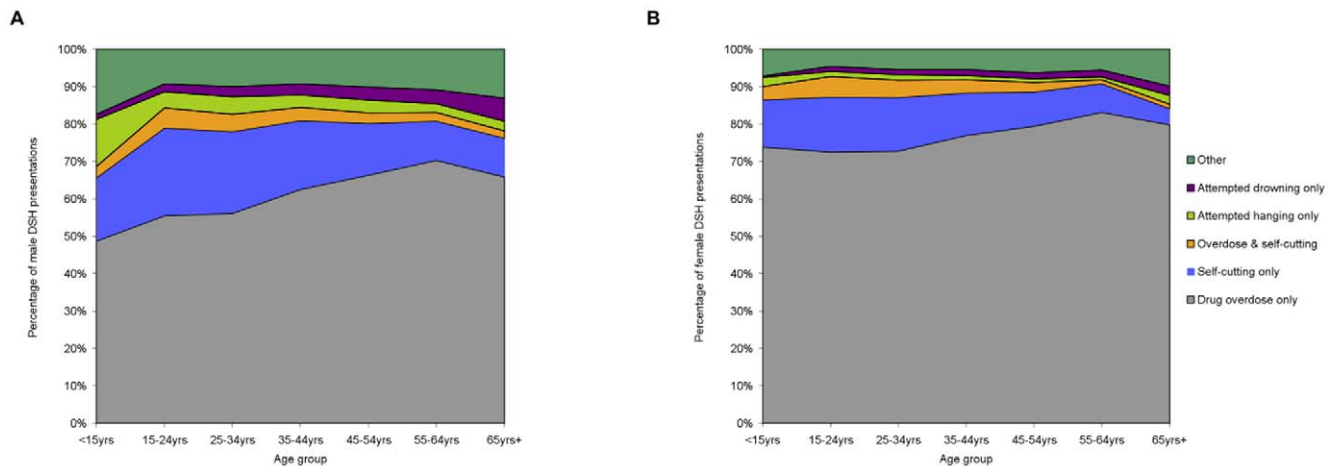 A
B
Percentage of male DSH presentations
100%
90%
80%
70%
60%
50%
40%
30%
20%
10%
0%
<15yrs 15-24yrs 25-34yrs 35-44yrs 45-54yrs 55-64yrs 65yrs+
Age group
Percentage of female DSH presentations
100%
90%
80%
70%
60%
50%
40%
30%
20%
10%
0%
<15yrs 15-24yrs 25-34yrs 35-44yrs 45-54yrs 55-64yrs 65yrs+
Age group
Other
Attempted drowning only
Attempted hanging only
Overdose & self-cutting
Self-cutting only
Drug overdose only